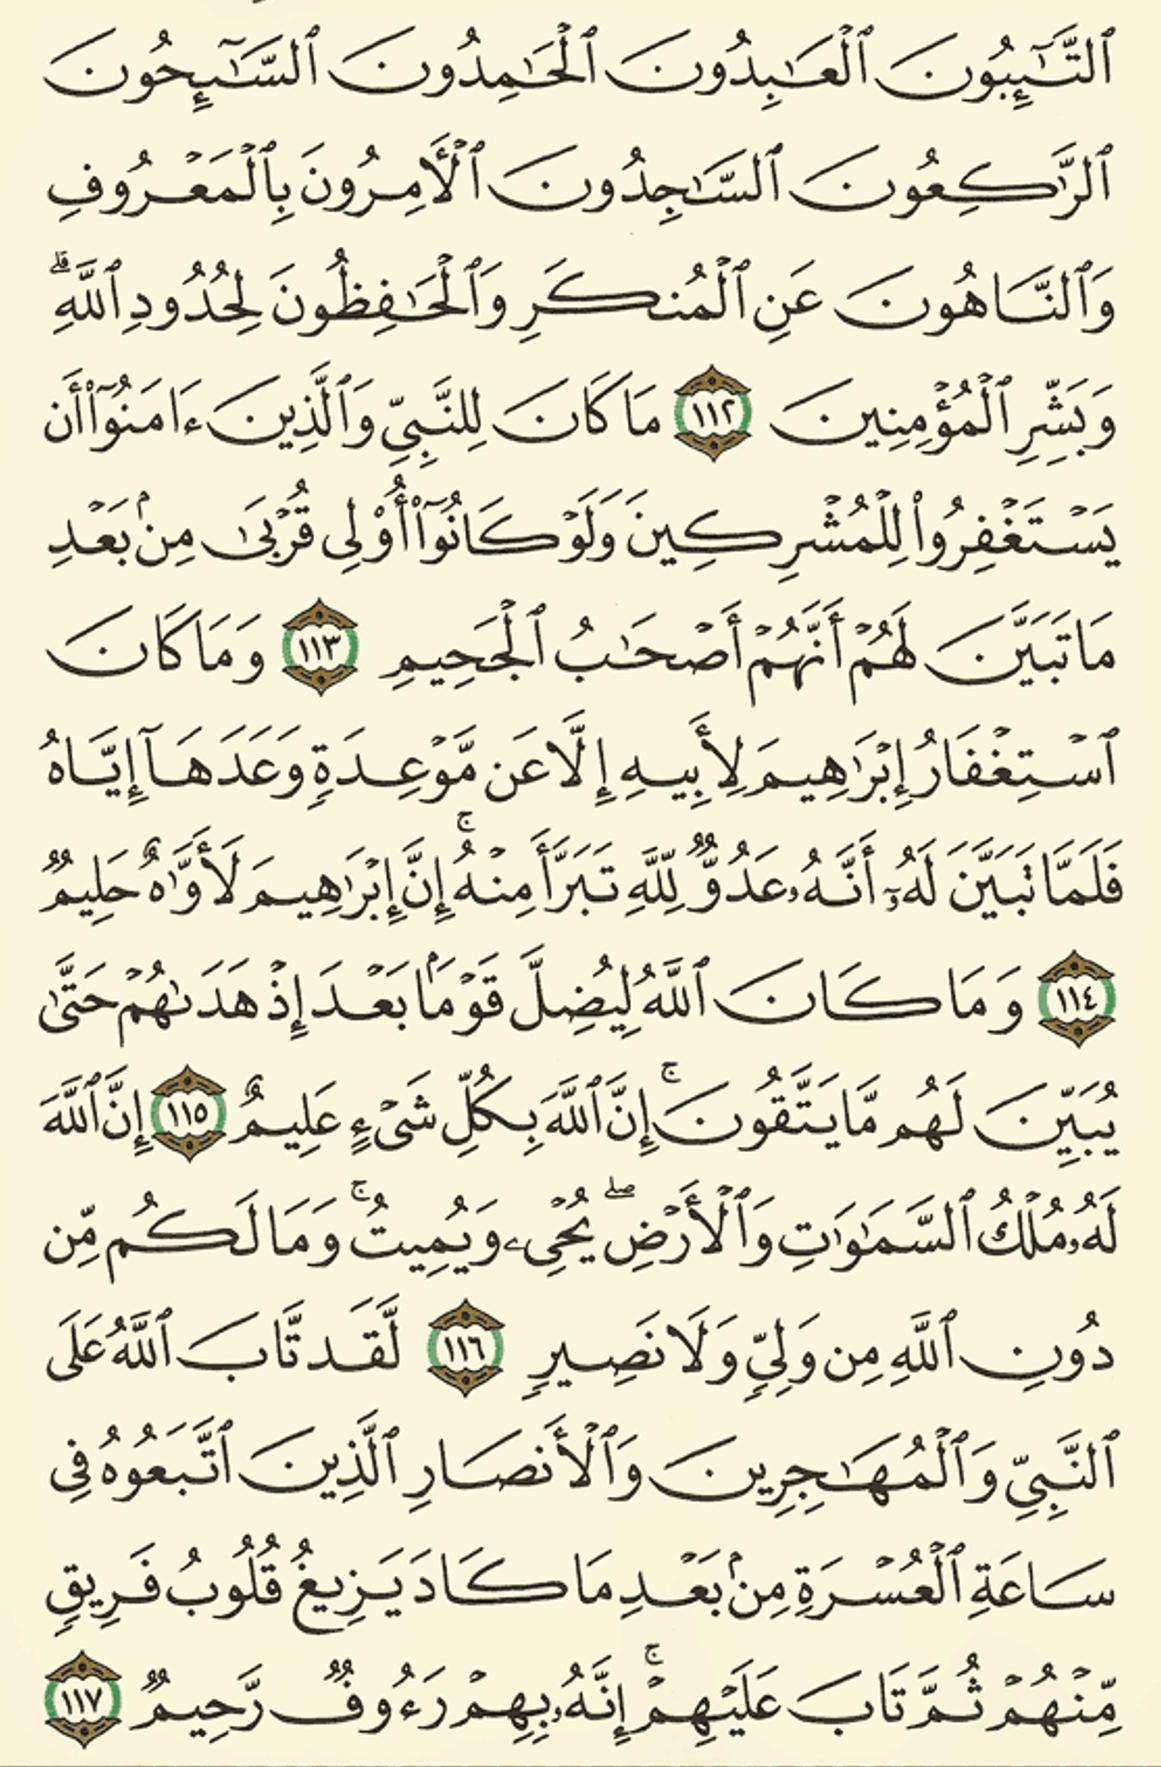 ٱلتَّـٰٓئِبُونَ ٱلْعَـٰبِدُونَ ٱلْحَـٰمِدُونَ ٱلسَّـٰٓئِحُونَ
ٱلرَّٰكِعُونَ ٱلسَّـٰجِدُونَ ٱلْـَٔامِرُونَ بِٱلْمَعْرُوفِ
وَٱلنَّاهُونَ عَنِ ٱلْمُنكَرِ وَٱلْحَـٰفِظُونَ لِحُدُودِ ٱللَّهِ ۗ
وَبَشِّرِ ٱلْمُؤْمِنِينَ ١١٢ مَا كَانَ لِلنَّبِىِّ وَٱلَّذِينَ ءَامَنُوٓا۟ أَن
يَسْتَغْفِرُوا۟ لِلْمُشْرِكِينَ وَلَوْ كَانُوٓا۟ أُو۟لِى قُرْبَىٰ مِنۢ بَعْدِ
مَا تَبَيَّنَ لَهُمْ أَنَّهُمْ أَصْحَـٰبُ ٱلْجَحِيمِ ١١٣ وَمَا كَانَ
ٱسْتِغْفَارُ إِبْرَٰهِيمَ لِأَبِيهِ إِلَّا عَن مَّوْعِدَةٍ وَعَدَهَآ إِيَّاهُ
فَلَمَّا تَبَيَّنَ لَهُۥٓ أَنَّهُۥ عَدُوٌّ لِّلَّهِ تَبَرَّأَ مِنْهُ ۚ إِنَّ إِبْرَٰهِيمَ لَأَوَّٰهٌ حَلِيمٌ
١١٤ وَمَا كَانَ ٱللَّهُ لِيُضِلَّ قَوْمًۢا بَعْدَ إِذْ هَدَىٰهُمْ حَتَّىٰ
يُبَيِّنَ لَهُم مَّا يَتَّقُونَ ۚ إِنَّ ٱللَّهَ بِكُلِّ شَىْءٍ عَلِيمٌ ١١٥ إِنَّ ٱللَّهَ
لَهُۥ مُلْكُ ٱلسَّمَـٰوَٰتِ وَٱلْأَرْضِ ۖ يُحْىِۦ وَيُمِيتُ ۚ وَمَا لَكُم مِّن
دُونِ ٱللَّهِ مِن وَلِىٍّ وَلَا نَصِيرٍ ١١٦ لَّقَد تَّابَ ٱللَّهُ عَلَى
ٱلنَّبِىِّ وَٱلْمُهَـٰجِرِينَ وَٱلْأَنصَارِ ٱلَّذِينَ ٱتَّبَعُوهُ فِى
سَاعَةِ ٱلْعُسْرَةِ مِنۢ بَعْدِ مَا كَادَ يَزِيغُ قُلُوبُ فَرِيقٍ
مِّنْهُمْ ثُمَّ تَابَ عَلَيْهِمْ ۚ إِنَّهُۥ بِهِمْ رَءُوفٌ رَّحِيمٌ ١١٧